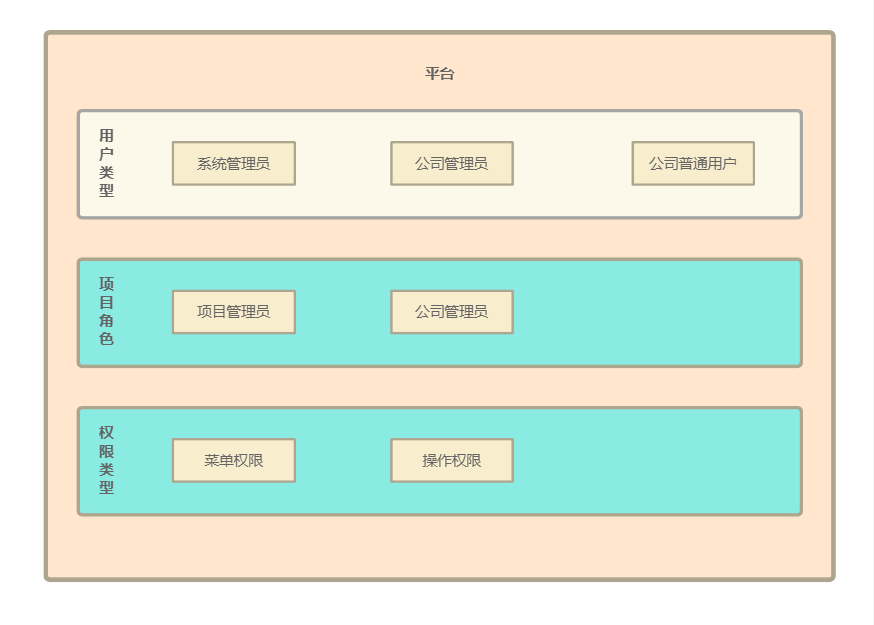 平台
用户类型
系统管理员
公司管理员
公司普通用户
项目角色
项目管理员
公司管理员
权限类型
菜单权限
操作权限